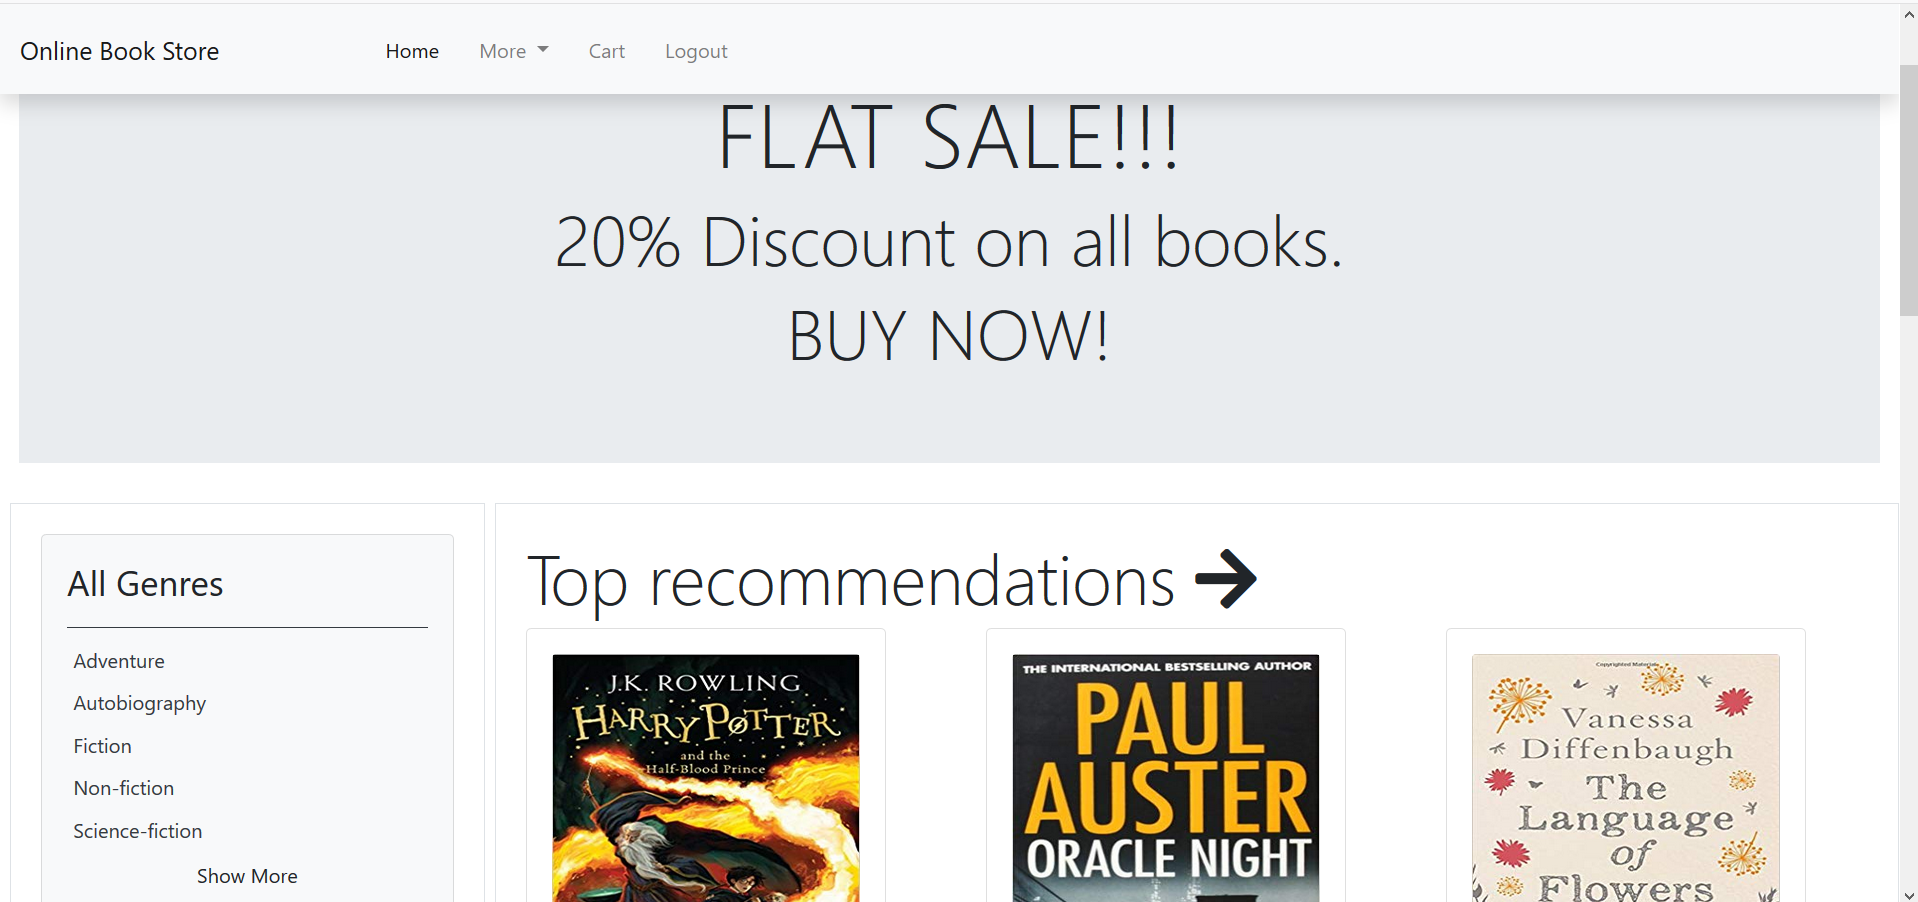 Online Book Store
Home
More
Cart
Logout
FLAT SALE!!!
20% Discount on all books.
BUY NOW!
All Genres
Adventure
Autobiography
Fiction
Non-fiction
Science-fiction
Show More
Top recommendations
J.K. ROWLING
HARRY POTTER
and the
Half-Blood Prince
THE INTERNATIONAL BESTSELLING AUTHOR
PAUL
AUSTER
ORACLE NIGHT
Copyrighted Material
Vanessa
Diffenbaugh
The
Language
of
Flowers